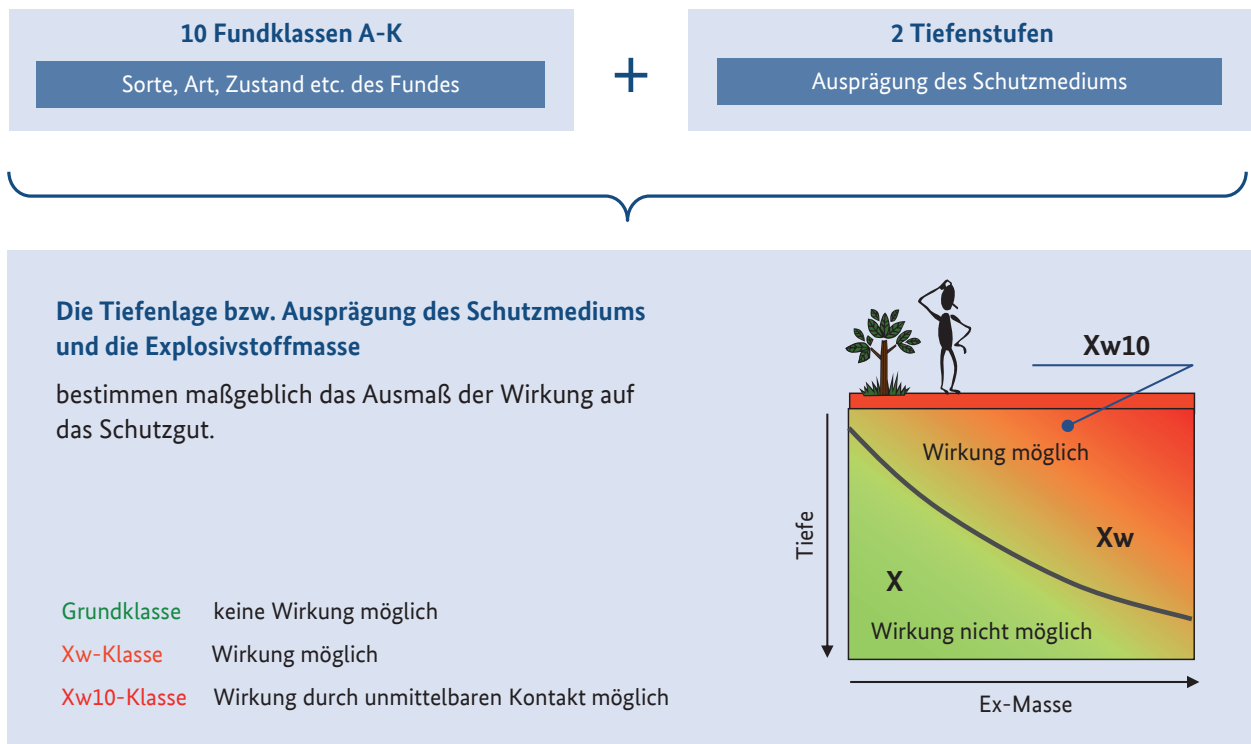 10 Fundklassen A-K
Sorte, Art, Zustand etc. des Fundes
+
2 Tiefenstufen
Ausprägung des Schutzmediums
Die Tiefenlage bzw. Ausprägung des Schutzmediums
und die Explosivstoffmasse
bestimmen maßgeblich das Ausmaß der Wirkung auf
das Schutzgut.
Grundklasse keine Wirkung möglich
Xw-Klasse Wirkung möglich
Xw10-Klasse Wirkung durch unmittelbaren Kontakt möglich
Xw10
Wirkung möglich
Xw
X
Wirkung nicht möglich
Tiefe
Ex-Masse